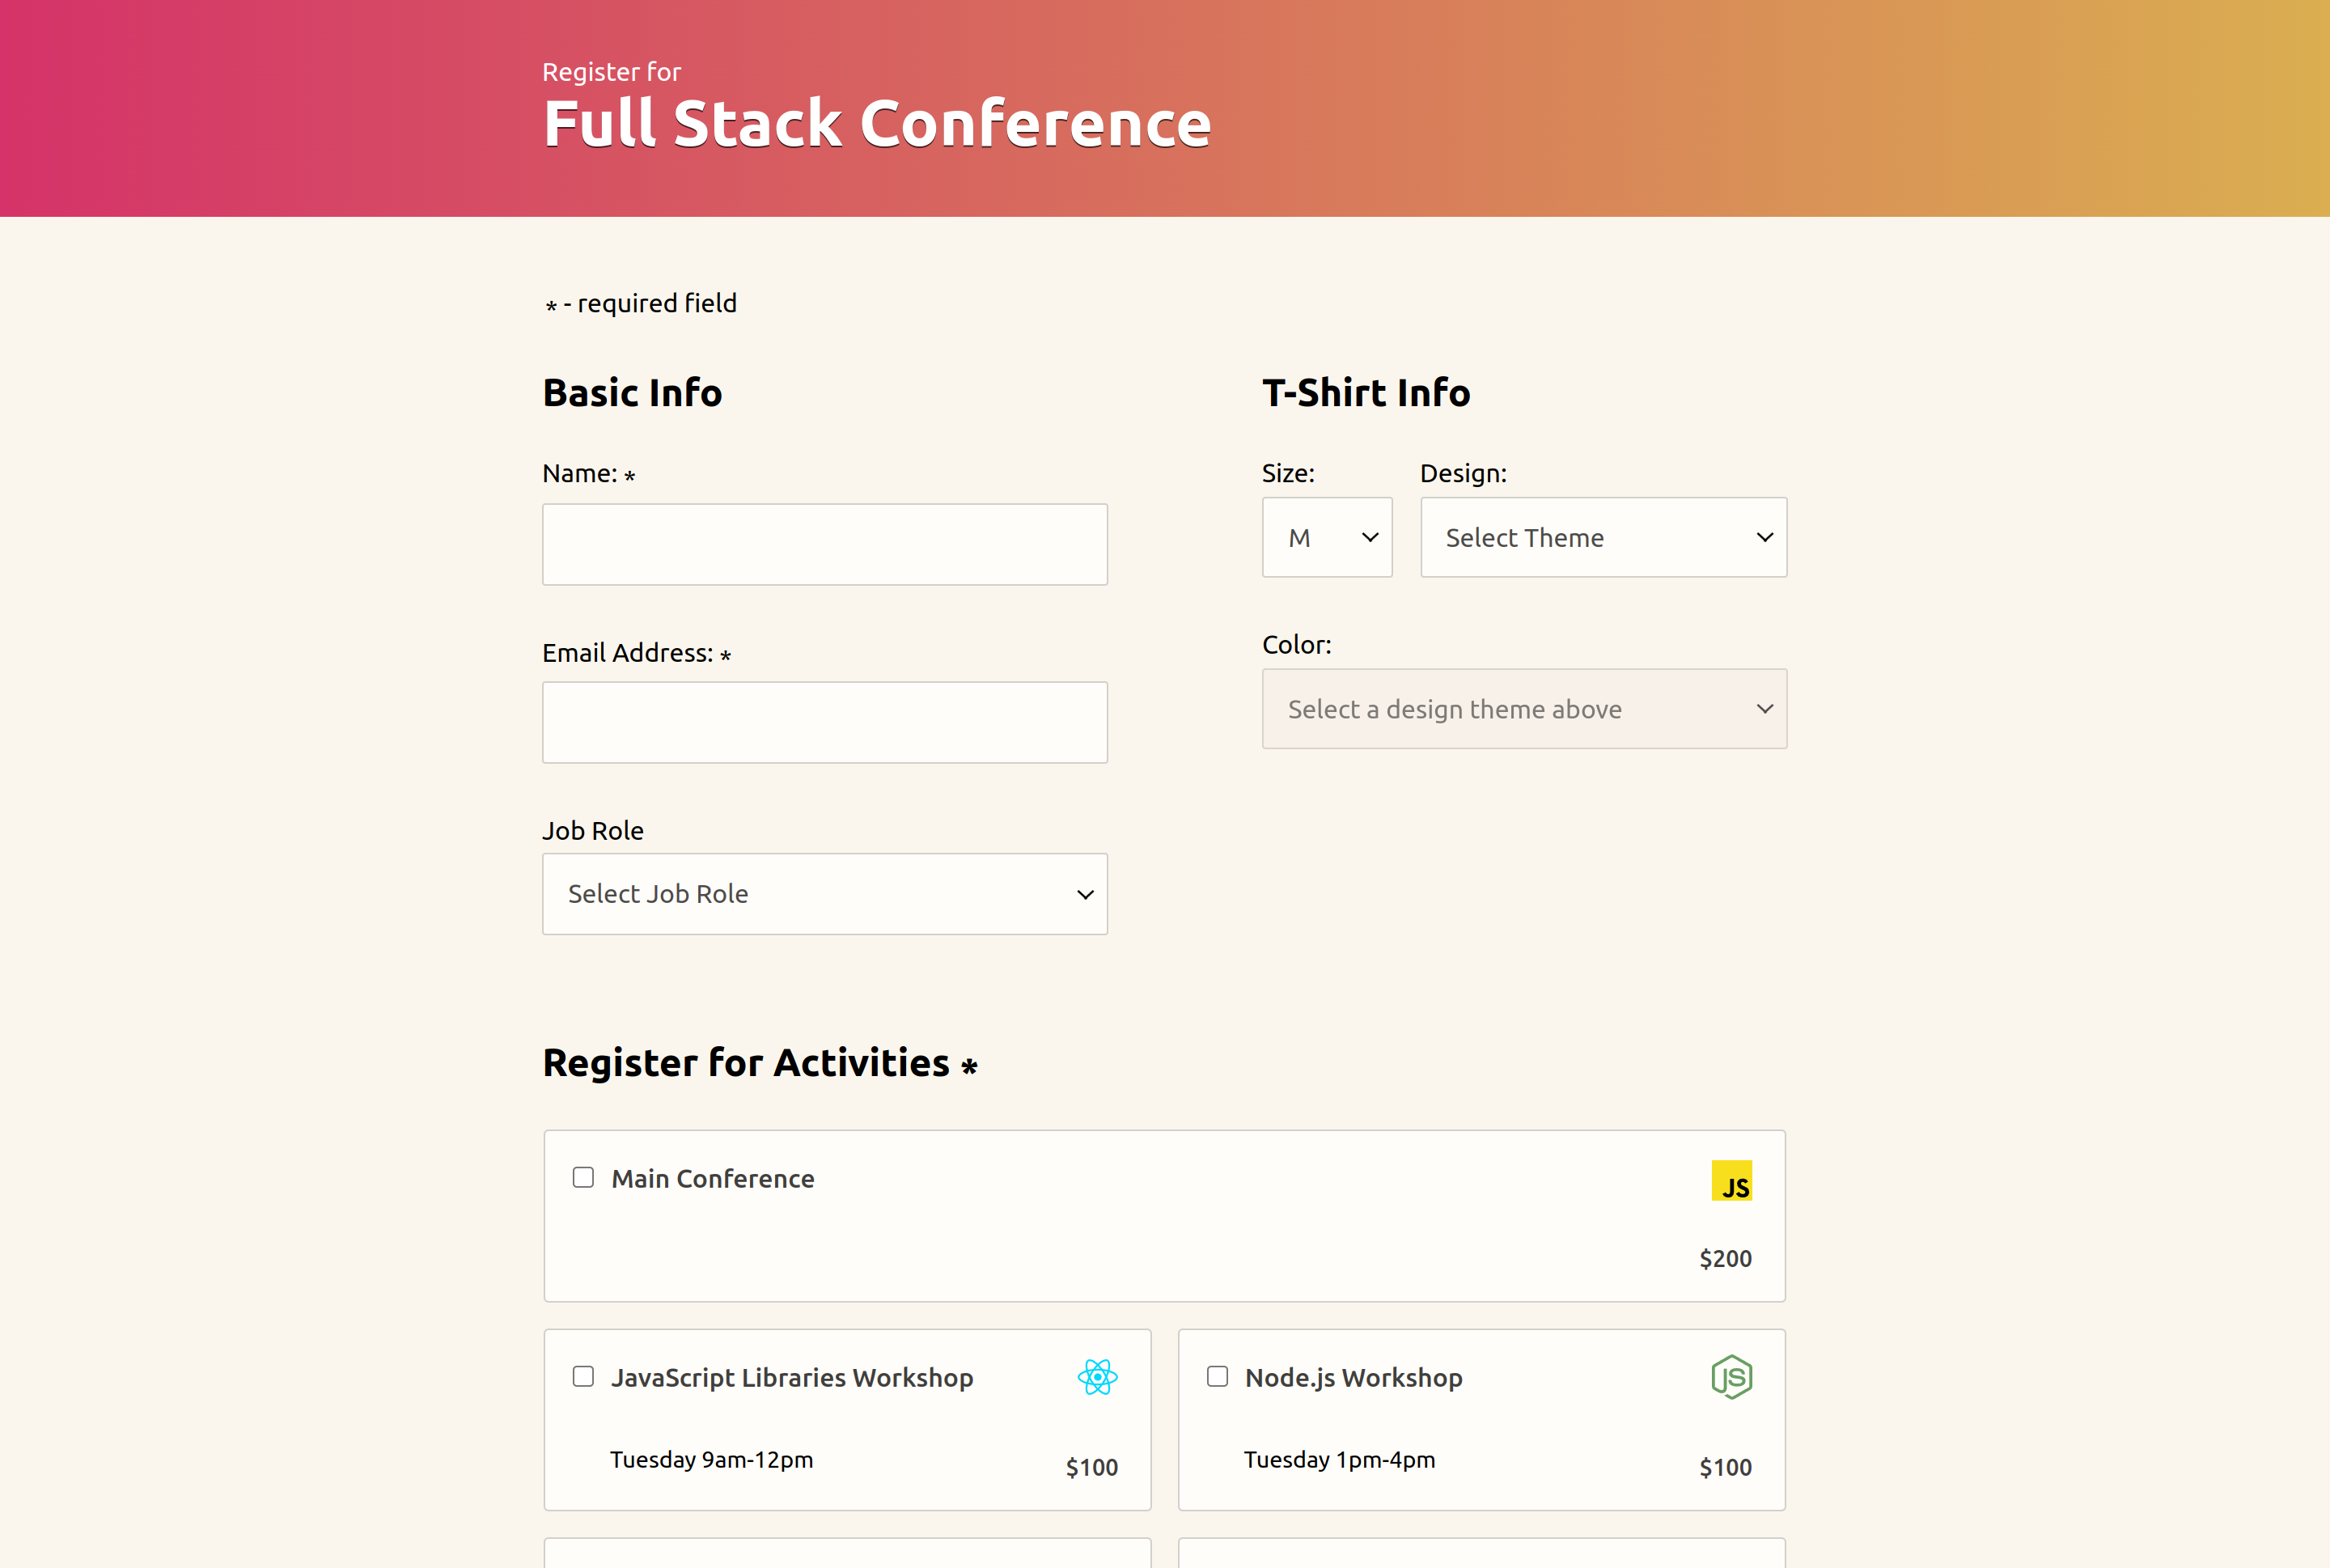 Register for
Full Stack Conference
* - required field
Basic Info
Name: *
Email Address: *
Job Role
Select Job Role
T-Shirt Info
Size:
M
Design:
Select Theme
Color:
Select a design theme above
Register for Activities *
Main Conference
JS
$200
JavaScript Libraries Workshop
Tuesday 9am-12pm
$100
Node.js Workshop
JS
Tuesday 1pm-4pm
$100